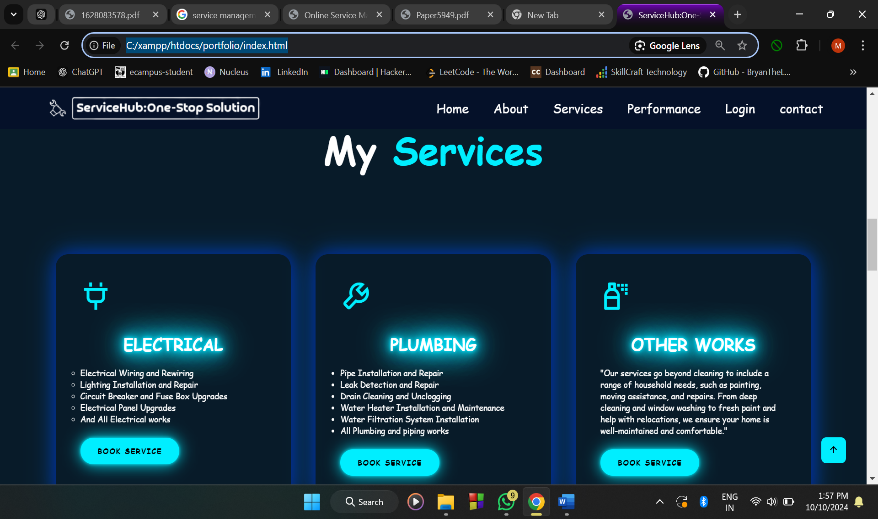 1628083578.pdf
service managem
Online Service Ma
Paper5949.pdf
New Tab
ServiceHub:One-
File
C:/xampp/htdocs/portfolio/index.html
Google Lens
M
Home
ChatGPT
ecampus-student
N Nucleus
LinkedIn
Dashboard | Hacker...
LeetCode - The Wor...
CC Dashboard
SkillCraft Technology
GitHub - BryanTheL...
ServiceHub:One-Stop Solution
Home About Services Performance Login contact
My Services
ELECTRICAL
Electrical Wiring and Rewiring
Lighting Installation and Repair
Circuit Breaker and Fuse Box Upgrades
Electrical Panel Upgrades
And All Electrical works
BOOK SERVICE
PLUMBING
Pipe Installation and Repair
Leak Detection and Repair
Drain Cleaning and Unclogging
Water Heater Installation and Maintenance
Water Filtration System Installation
All Plumbing and piping works
BOOK SERVICE
OTHER WORKS
"Our services go beyond cleaning to include a
range of household needs, such as painting,
moving assistance, and repairs. From deep
cleaning and window washing to fresh paint and
help with relocations, we ensure your home is
well-maintained and comfortable."
BOOK SERVICE
Search
9
ENG
IN
1:57 PM
10/10/2024